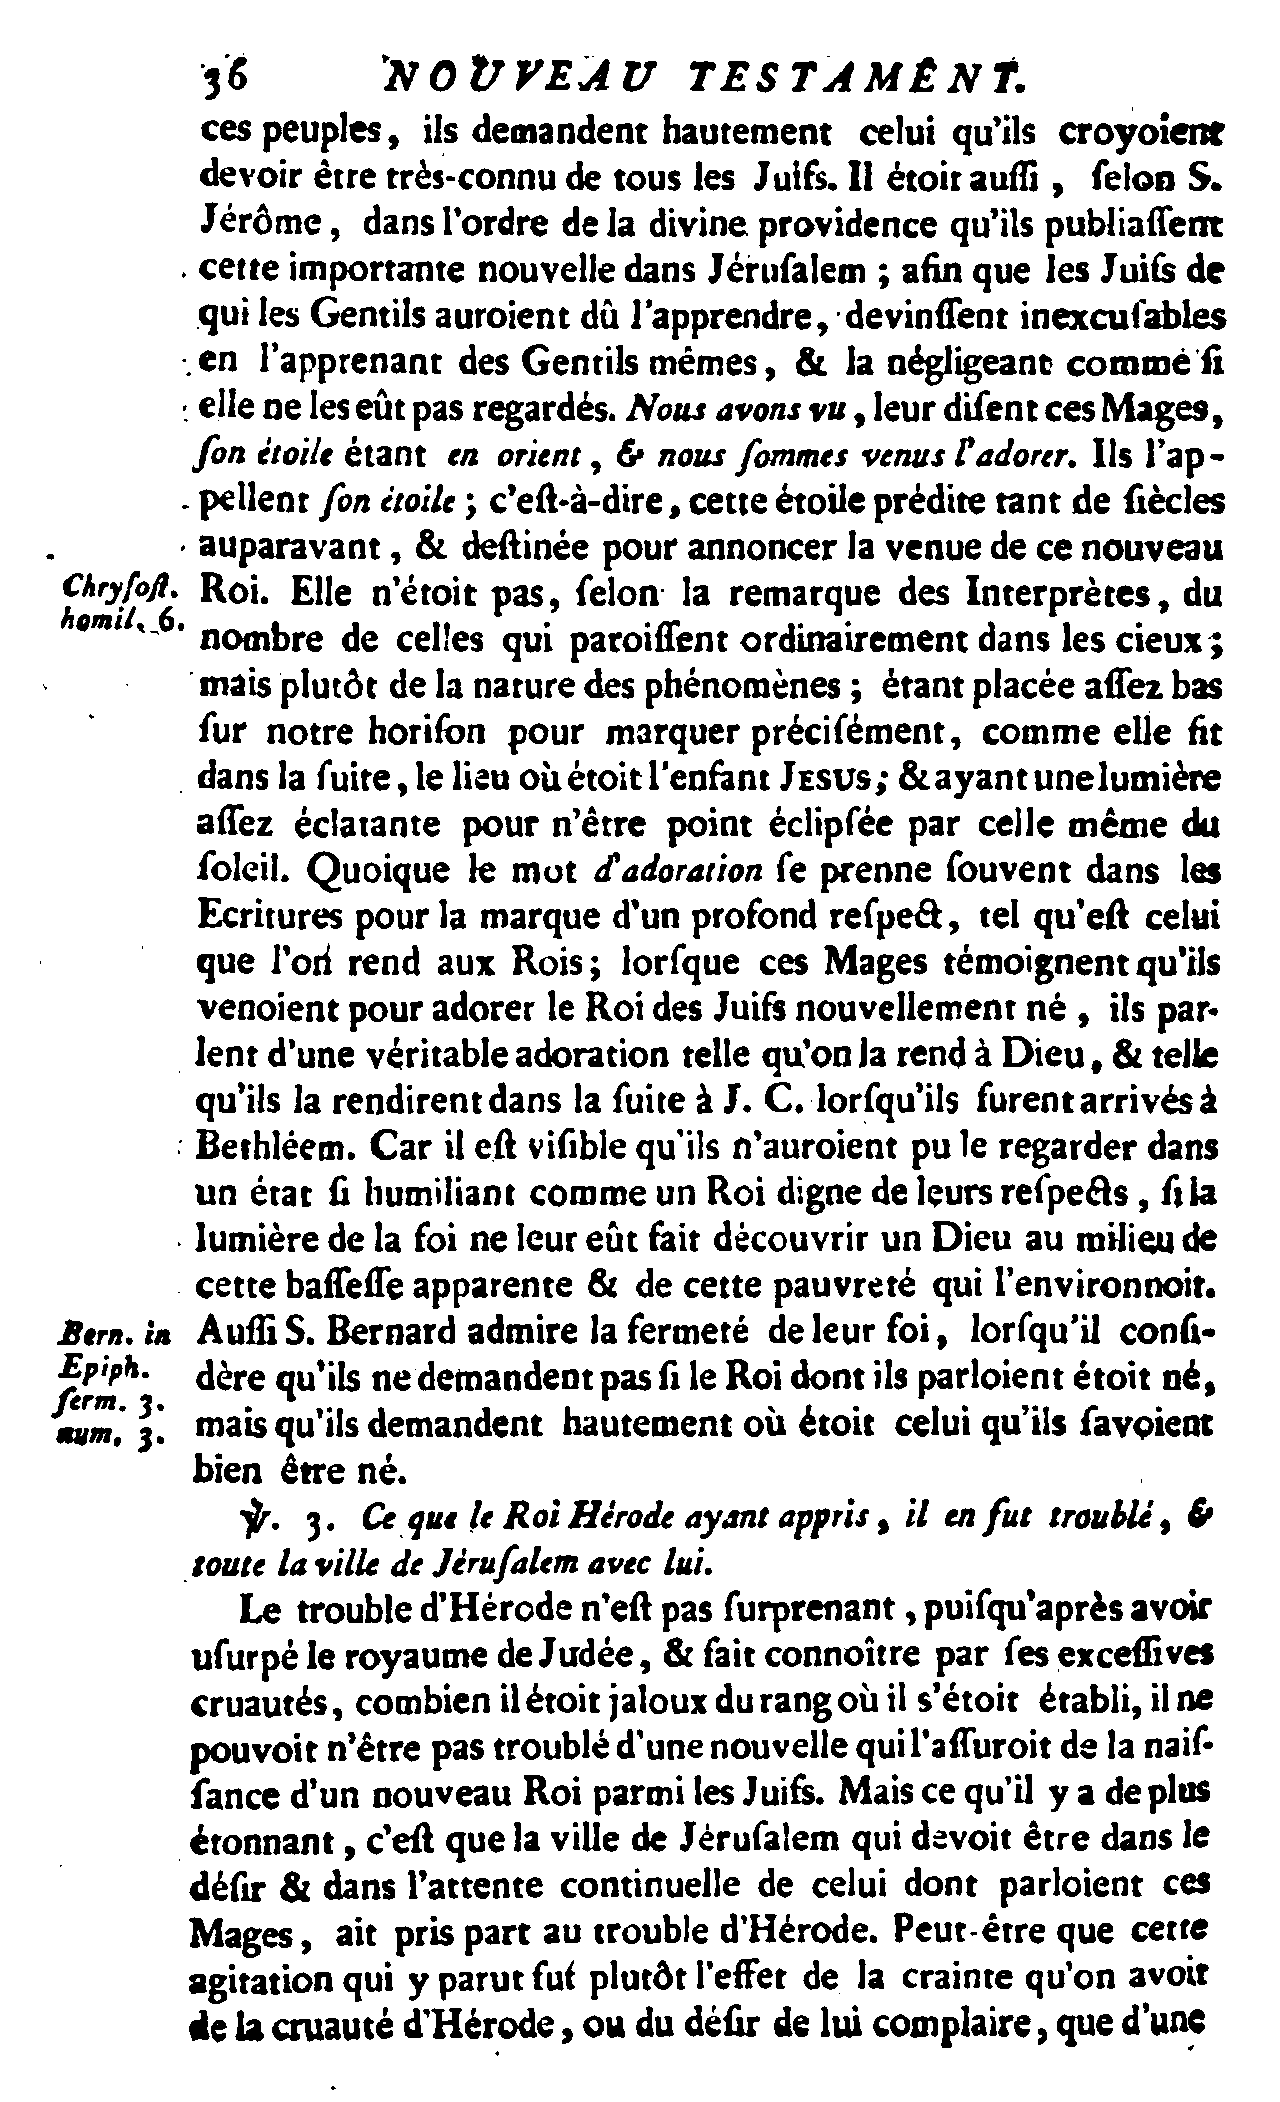 36 NOUVEAU TESTAMENT.
ces peuples, ils demandent hautement celui qu'ils croyoient
devoir être très-connu de tous les Juifs. Il étoit auſſi, ſelon S.
Jérôme, dans l'ordre de la divine providence qu'ils publiaſſent
cette importante nouvelle dans Jéruſalem ; afin que les Juifs de
qui les Gentils auroient dû l'apprendre, devinſſent inexcuſables
en l'apprenant des Gentils mêmes, & la négligeant comme ſi
elle ne les eût pas regardés. Nous avons vu, leur diſent ces Mages,
ſon étoile étant en orient, & nous ſommes venus l'adorer. Ils l'ap-
pellent ſon étoile ; c'eſt-à-dire, cette étoile prédite tant de ſiècles
auparavant, & deſtinée pour annoncer la venue de ce nouveau
Chryſoſt. Roi. Elle n'étoit pas, ſelon la remarque des Interprètes, du
homil. 6. nombre de celles qui paroiſſent ordinairement dans les cieux ;
mais plutôt de la nature des phénomènes ; étant placée aſſez bas
ſur notre horiſon pour marquer préciſément, comme elle fit
dans la ſuite, le lieu où étoit l'enfant JESUS ; & ayant une lumière
aſſez éclatante pour n'être point éclipſée par celle même du
ſoleil. Quoique le mot d'adoration ſe prenne ſouvent dans les
Ecritures pour la marque d'un profond reſpect, tel qu'eſt celui
que l'on rend aux Rois ; lorſque ces Mages témoignent qu'ils
venoient pour adorer le Roi des Juifs nouvellement né, ils par-
lent d'une véritable adoration telle qu'on la rend à Dieu, & telle
qu'ils la rendirent dans la ſuite à J. C. lorſqu'ils furent arrivés à
Bethléem. Car il eſt viſible qu'ils n'auroient pu le regarder dans
un état ſi humiliant comme un Roi digne de leurs reſpects, ſi la
lumière de la foi ne leur eût fait découvrir un Dieu au milieu de
cette baſſeſſe apparente & de cette pauvreté qui l'environnoit.
Bern. in Auſſi S. Bernard admire la fermeté de leur foi, lorſqu'il conſi-
Epiph. dère qu'ils ne demandent pas ſi le Roi dont ils parloient étoit né,
ſerm. 3.
num. 3. mais qu'ils demandent hautement où étoit celui qu'ils ſavoient
bien être né.
℣. 3. Ce que le Roi Hérode ayant appris, il en fut troublé, &
toute la ville de Jéruſalem avec lui.
Le trouble d'Hérode n'eſt pas ſurprenant, puiſqu'après avoir
uſurpé le royaume de Judée, & fait connoître par ſes exceſſives
cruautés, combien il étoit jaloux du rang où il s'étoit établi, il ne
pouvoit n'être pas troublé d'une nouvelle qui l'aſſuroit de la naiſ-
ſance d'un nouveau Roi parmi les Juifs. Mais ce qu'il y a de plus
étonnant, c'eſt que la ville de Jéruſalem qui devoit être dans le
déſir & dans l'attente continuelle de celui dont parloient ces
Mages, ait pris part au trouble d'Hérode. Peut-être que cette
agitation qui y parut fut plutôt l'effet de la crainte qu'on avoit
de la cruauté d'Hérode, ou du déſir de lui complaire, que d'une